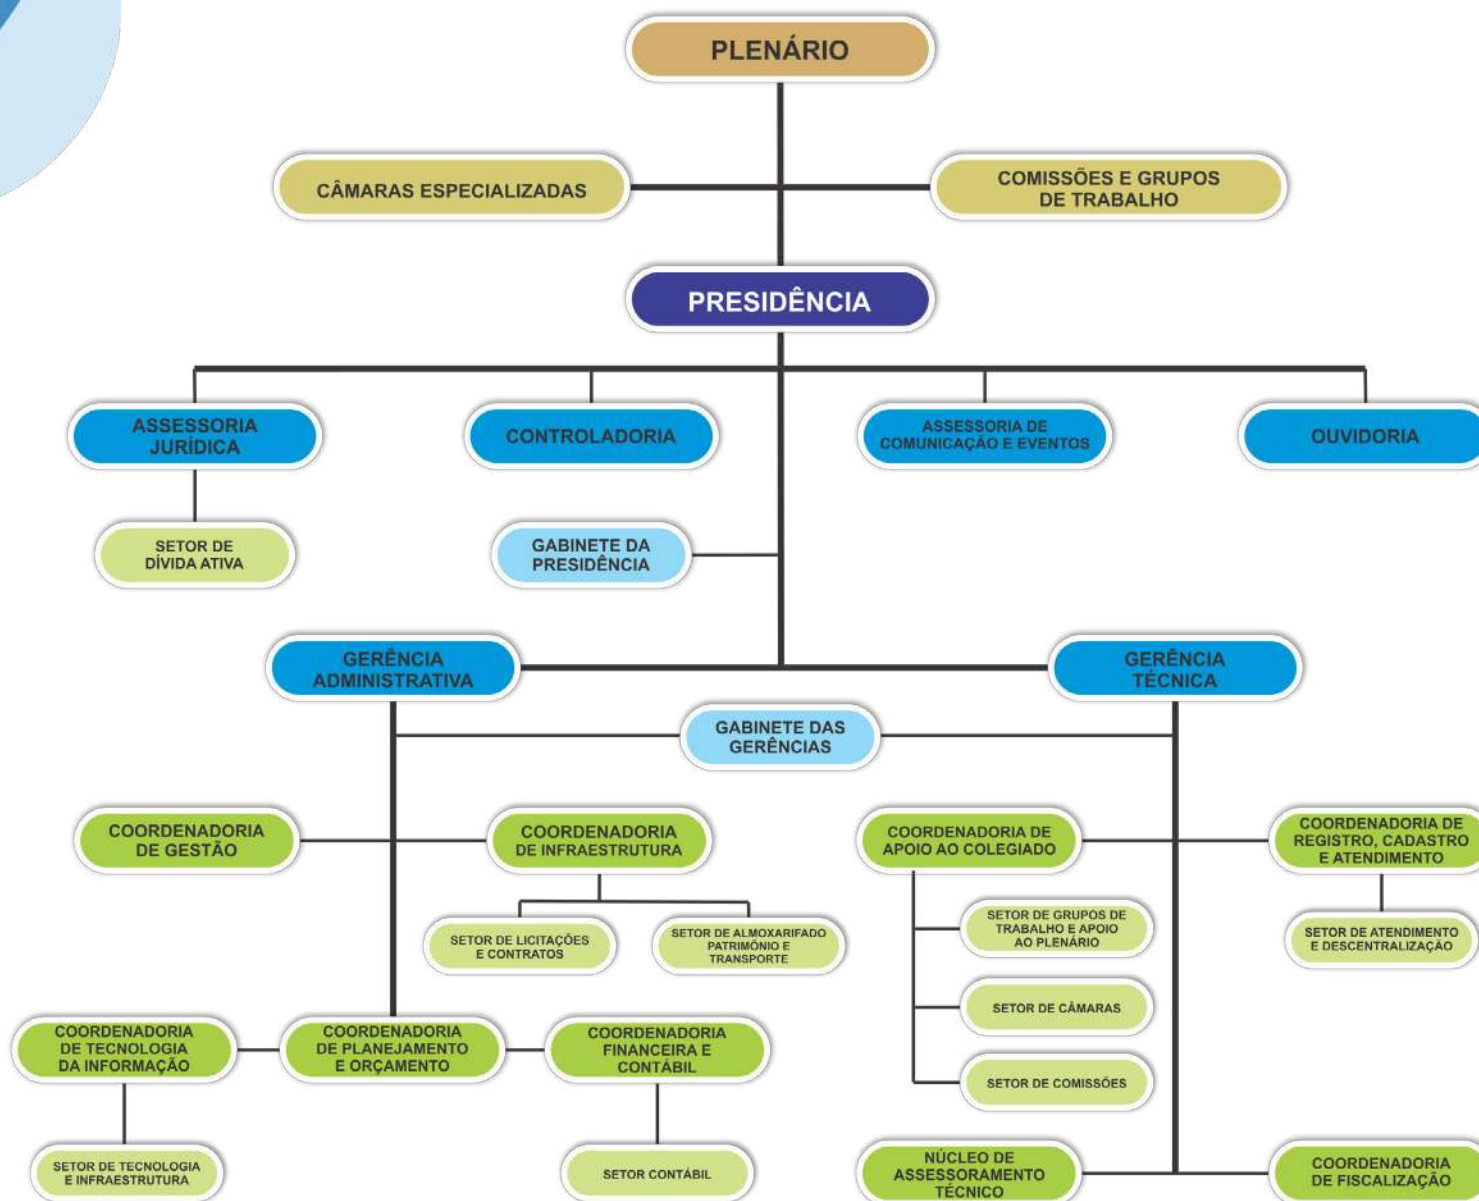 PLENÁRIO
CÂMARAS ESPECIALIZADAS
COMISSÕES E GRUPOS
DE TRABALHO
PRESIDÊNCIA
ASSESSORIA
JURÍDICA
CONTROLADORIA
ASSESSORIA DE
COMUNICAÇÃO E EVENTOS
OUVIDORIA
SETOR DE
DÍVIDA ATIVA
GABINETE DA
PRESIDÊNCIA
GERÊNCIA
ADMINISTRATIVA
GERÊNCIA
TÉCNICA
GABINETE DAS
GERÊNCIAS
COORDENADORIA
DE GESTÃO
COORDENADORIA
DE INFRAESTRUTURA
COORDENADORIA DE
APOIO AO COLEGIADO
COORDENADORIA DE
REGISTRO, CADASTRO
E ATENDIMENTO
SETOR DE LICITAÇÕES
E CONTRATOS
SETOR DE ALMOXARIFADO
PATRIMÔNIO E
TRANSPORTE
SETOR DE GRUPOS DE
TRABALHO E APOIO
AO PLENÁRIO
SETOR DE ATENDIMENTO
E DESCENTRALIZAÇÃO
SETOR DE CÂMARAS
SETOR DE COMISSÕES
COORDENADORIA
DE TECNOLOGIA
DA INFORMAÇÃO
COORDENADORIA
DE PLANEJAMENTO
E ORÇAMENTO
COORDENADORIA
FINANCEIRA E
CONTÁBIL
SETOR DE TECNOLOGIA
E INFRAESTRUTURA
SETOR CONTÁBIL
NÚCLEO DE
ASSESSORAMENTO
TÉCNICO
COORDENADORIA
DE FISCALIZAÇÃO